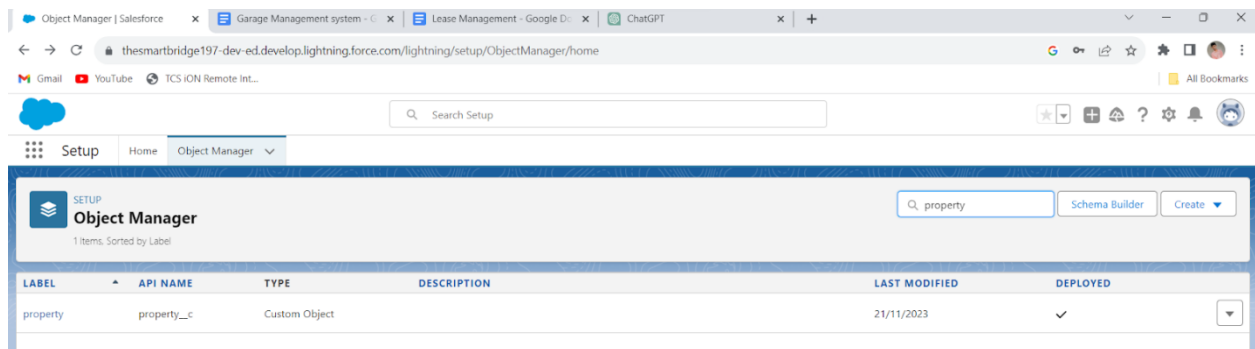 Object Manager | Salesforce
Garage Management system - G
Lease Management - Google Do
ChatGPT
thesmartbridge197-dev-ed.develop.lightning.force.com/lightning/setup/ObjectManager/home
Gmail YouTube TCS iON Remote Int... All Bookmarks
Search Setup
Setup Home Object Manager
SETUP
Object Manager
1 Items, Sorted by Label
property
Schema Builder
Create
LABEL API NAME TYPE DESCRIPTION LAST MODIFIED DEPLOYED
property property__c Custom Object 21/11/2023